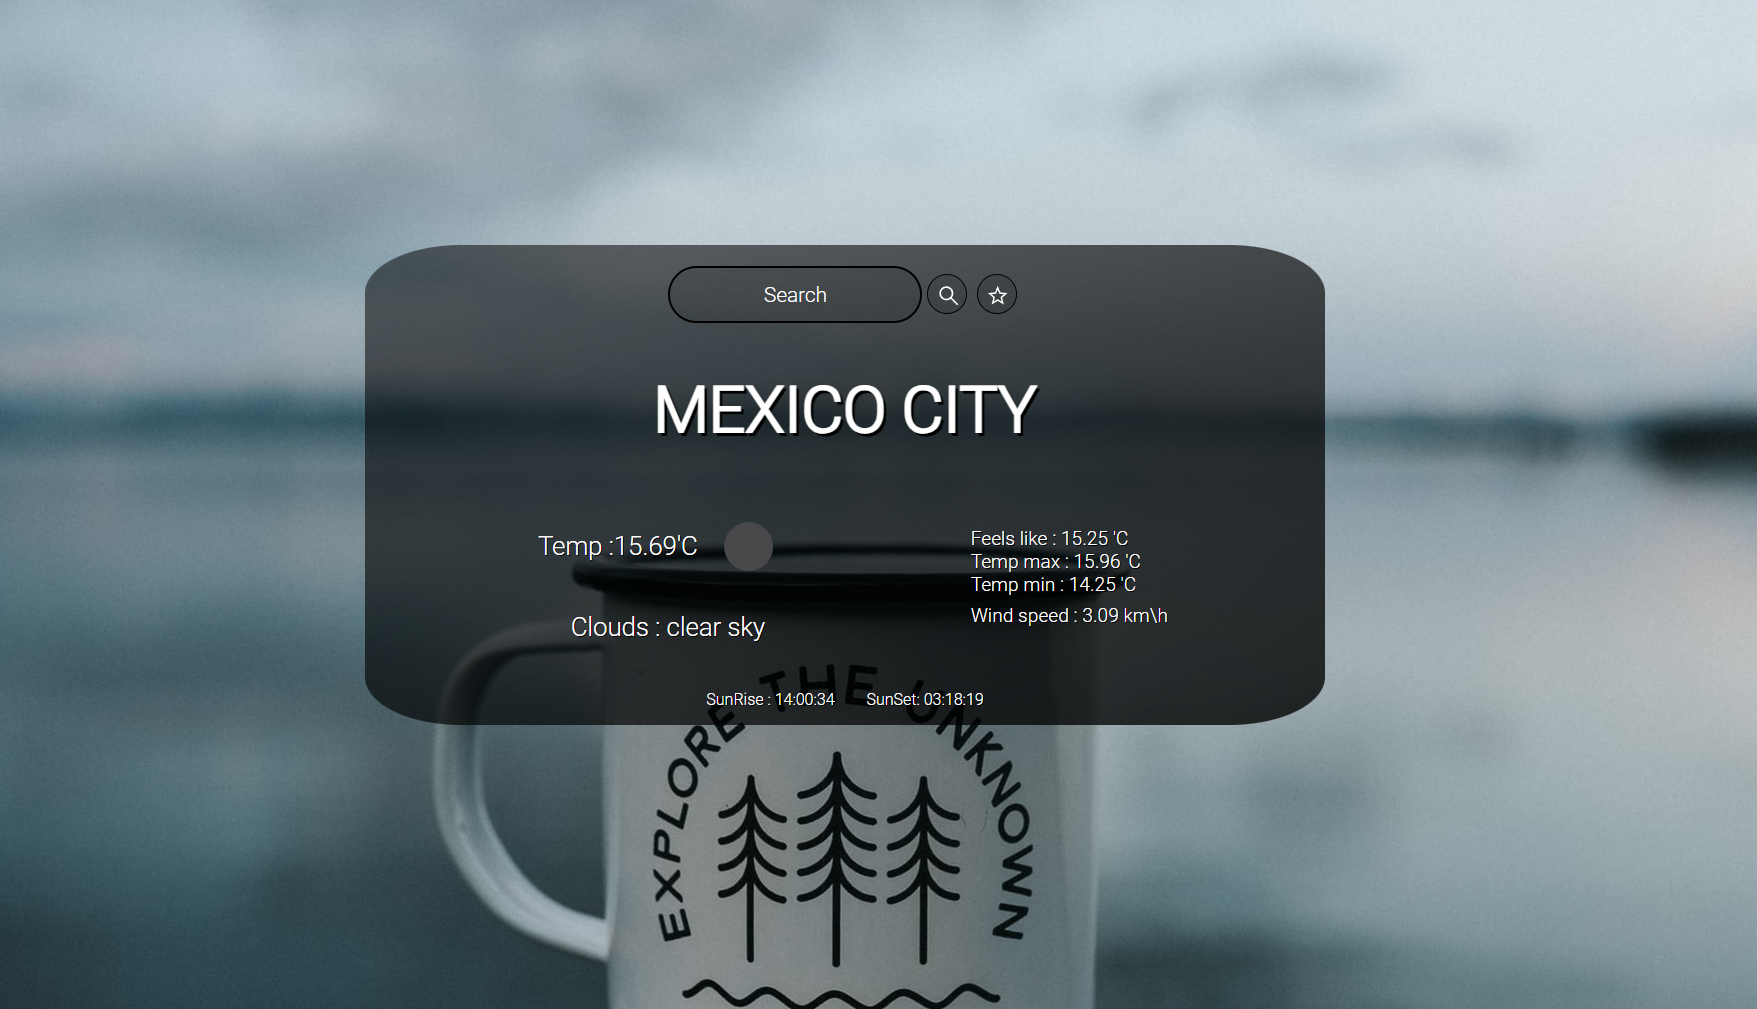 Search
MEXICO CITY
Temp :15.69'C
Feels like : 15.25 'C
Temp max : 15.96 'C
Temp min : 14.25 'C
Wind speed : 3.09 km\h
Clouds : clear sky
SunRise : 14:00:34
SunSet: 03:18:19
EXPLORE THE UNKNOWN